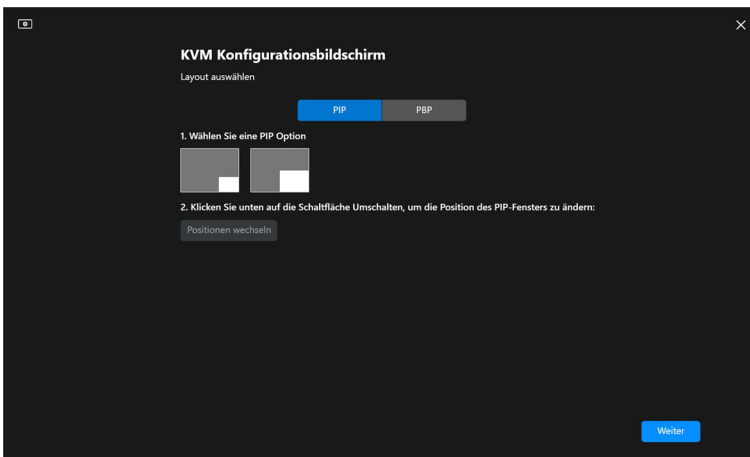 KVM Konfigurationsbildschirm
Layout auswählen
PIP
PBP
1. Wählen Sie eine PIP Option
2. Klicken Sie unten auf die Schaltfläche Umschalten, um die Position des PIP-Fensters zu ändern:
Positionen wechseln
Weiter